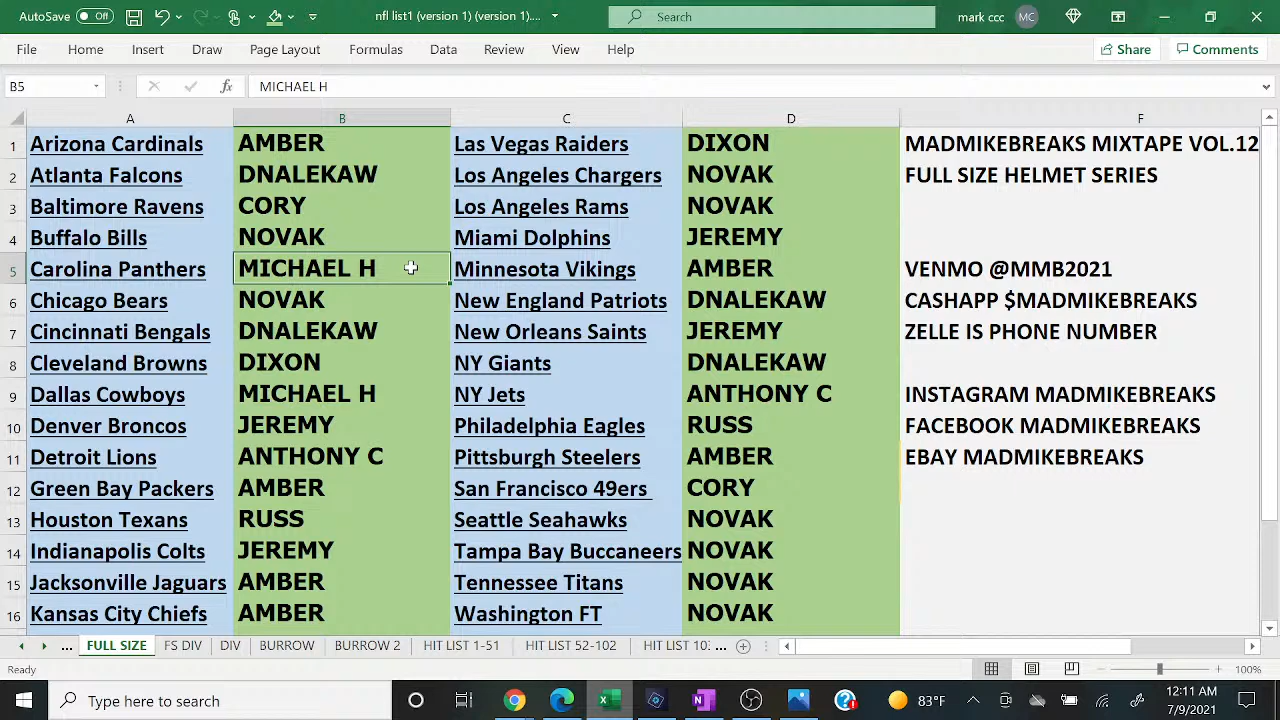 AutoSave Off nfl list1 (version 1) (version 1).... Search mark ccc MC
File Home Insert Draw Page Layout Formulas Data Review View Help Share Comments
B5 fx MICHAEL H
A B C D F
1 Arizona Cardinals AMBER Las Vegas Raiders DIXON MADMIKEBREAKS MIXTAPE VOL.12
2 Atlanta Falcons DNALEKAW Los Angeles Chargers NOVAK FULL SIZE HELMET SERIES
3 Baltimore Ravens CORY Los Angeles Rams NOVAK
4 Buffalo Bills NOVAK Miami Dolphins JEREMY
5 Carolina Panthers MICHAEL H Minnesota Vikings AMBER VENMO @MMB2021
6 Chicago Bears NOVAK New England Patriots DNALEKAW CASHAPP $MADMIKEBREAKS
7 Cincinnati Bengals DNALEKAW New Orleans Saints JEREMY ZELLE IS PHONE NUMBER
8 Cleveland Browns DIXON NY Giants DNALEKAW
9 Dallas Cowboys MICHAEL H NY Jets ANTHONY C INSTAGRAM MADMIKEBREAKS
10 Denver Broncos JEREMY Philadelphia Eagles RUSS FACEBOOK MADMIKEBREAKS
11 Detroit Lions ANTHONY C Pittsburgh Steelers AMBER EBAY MADMIKEBREAKS
12 Green Bay Packers AMBER San Francisco 49ers CORY
13 Houston Texans RUSS Seattle Seahawks NOVAK
14 Indianapolis Colts JEREMY Tampa Bay Buccaneers NOVAK
15 Jacksonville Jaguars AMBER Tennessee Titans NOVAK
16 Kansas City Chiefs AMBER Washington FT NOVAK
... FULL SIZE FS DIV DIV BURROW BURROW 2 HIT LIST 1-51 HIT LIST 52-102 HIT LIST 10 ...
Ready 100%
Type here to search 83°F 12:11 AM
7/9/2021